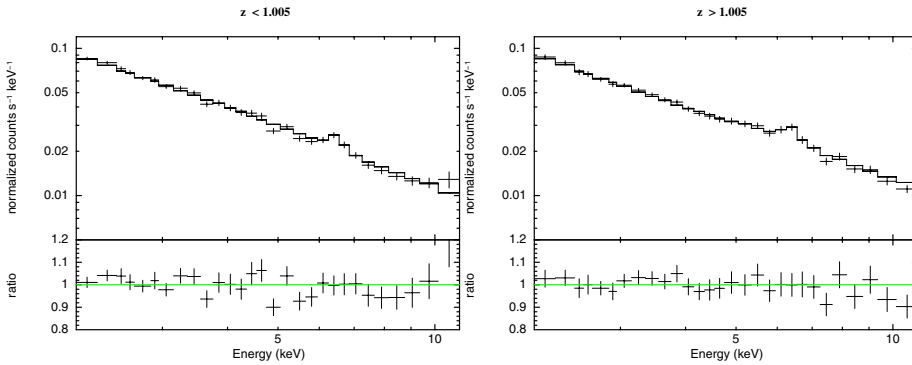 z < 1.005
0.1
0.05
0.02
0.01
normalized counts s⁻¹ keV⁻¹
1.2
1.1
1
0.9
0.8
ratio
5
10
Energy (keV)
z > 1.005
0.1
0.05
0.02
0.01
normalized counts s⁻¹ keV⁻¹
1.2
1.1
1
0.9
0.8
ratio
5
10
Energy (keV)